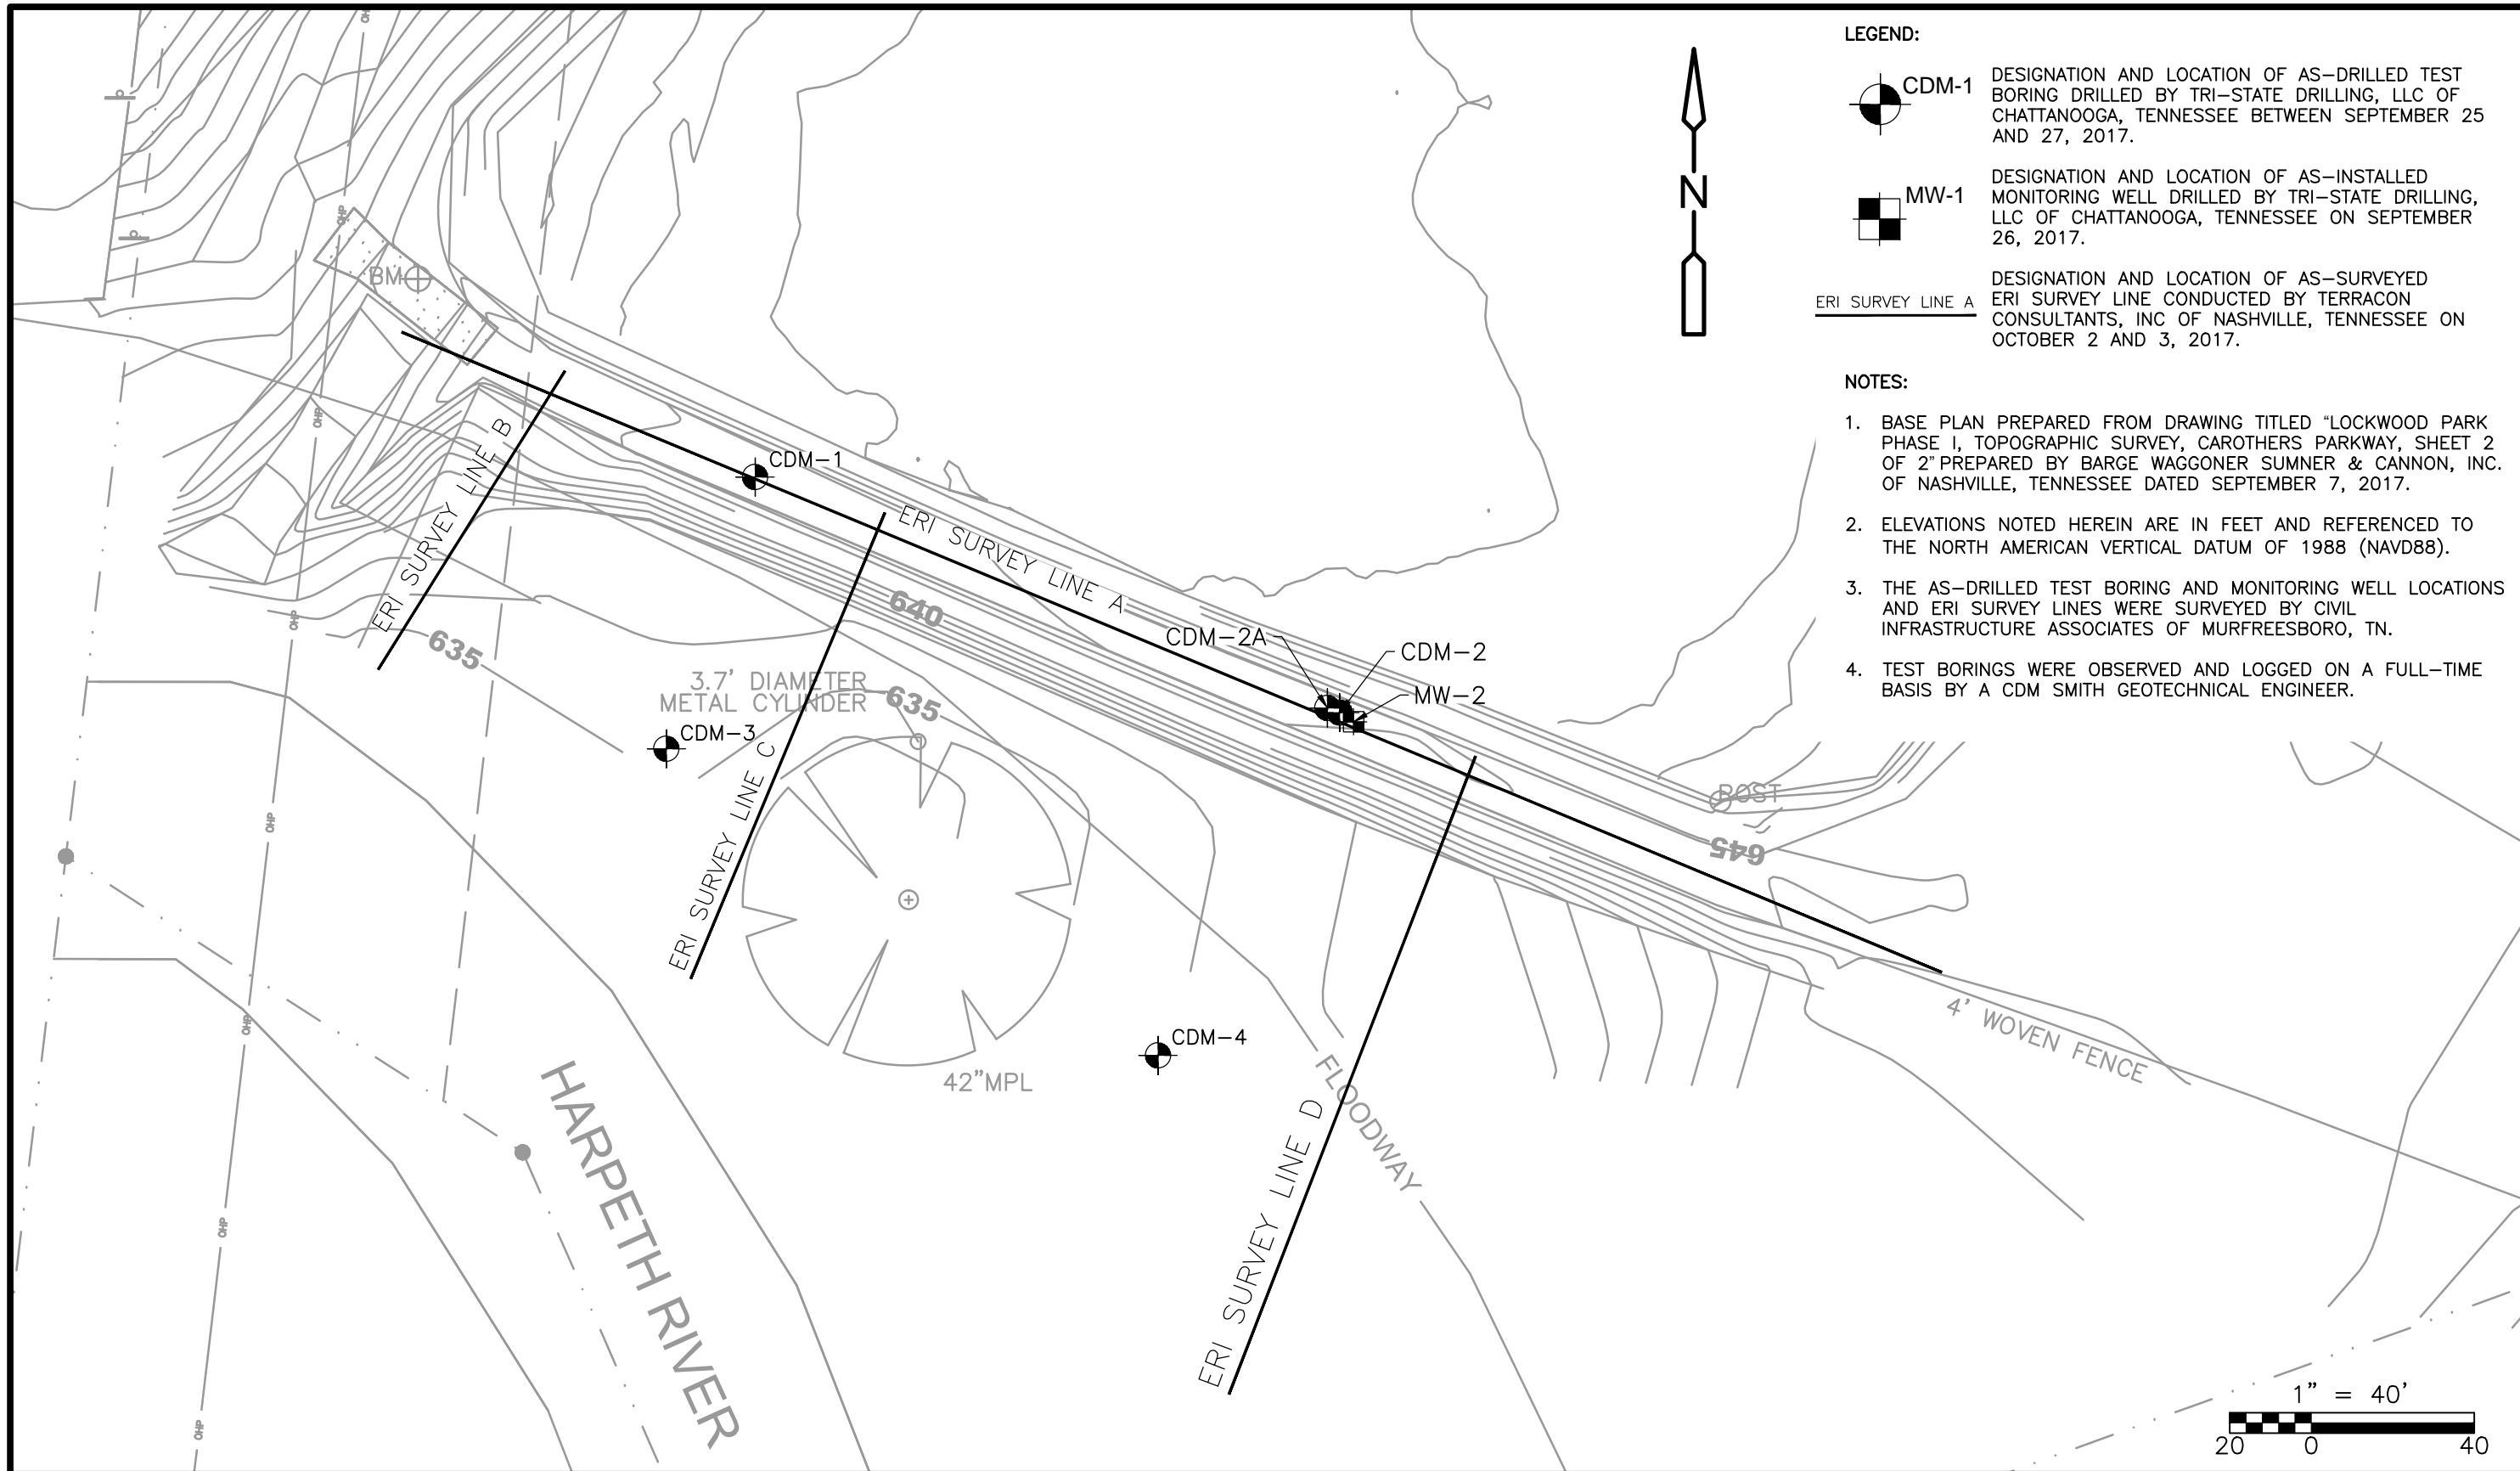 LEGEND:
CDM-1
DESIGNATION AND LOCATION OF AS-DRILLED TEST
BORING DRILLED BY TRI-STATE DRILLING, LLC OF
CHATTANOOGA, TENNESSEE BETWEEN SEPTEMBER 25
AND 27, 2017.
MW-1
DESIGNATION AND LOCATION OF AS-INSTALLED
MONITORING WELL DRILLED BY TRI-STATE DRILLING,
LLC OF CHATTANOOGA, TENNESSEE ON SEPTEMBER
26, 2017.
ERI SURVEY LINE A
DESIGNATION AND LOCATION OF AS-SURVEYED
ERI SURVEY LINE CONDUCTED BY TERRACON
CONSULTANTS, INC OF NASHVILLE, TENNESSEE ON
OCTOBER 2 AND 3, 2017.
NOTES:
1. BASE PLAN PREPARED FROM DRAWING TITLED "LOCKWOOD PARK
PHASE I, TOPOGRAPHIC SURVEY, CAROTHERS PARKWAY, SHEET 2
OF 2" PREPARED BY BARGE WAGGONER SUMNER & CANNON, INC.
OF NASHVILLE, TENNESSEE DATED SEPTEMBER 7, 2017.
2. ELEVATIONS NOTED HEREIN ARE IN FEET AND REFERENCED TO
THE NORTH AMERICAN VERTICAL DATUM OF 1988 (NAVD88).
3. THE AS-DRILLED TEST BORING AND MONITORING WELL LOCATIONS
AND ERI SURVEY LINES WERE SURVEYED BY CIVIL
INFRASTRUCTURE ASSOCIATES OF MURFREESBORO, TN.
4. TEST BORINGS WERE OBSERVED AND LOGGED ON A FULL-TIME
BASIS BY A CDM SMITH GEOTECHNICAL ENGINEER.
N
OHP
OHP
BM
OHP
ERI SURVEY LINE B
CDM-1
ERI SURVEY LINE A
640
OHP
635
CDM-2A
CDM-2
MW-2
3.7' DIAMETER
METAL CYLINDER
635
CDM-3
ERI SURVEY LINE C
POST
645
OHP
4' WOVEN FENCE
OHP
CDM-4
42"MPL
FLOODWAY
HARPETH RIVER
ERI SURVEY LINE D
OHP
OHP
1" = 40'
20 0 40